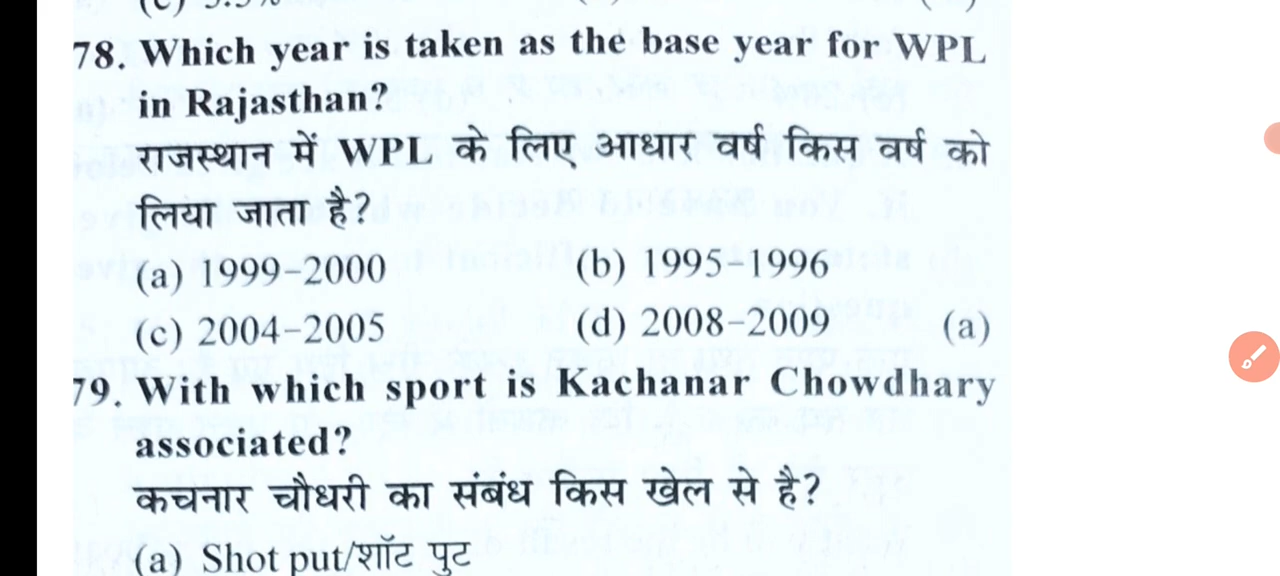 78. Which year is taken as the base year for WPL
in Rajasthan?
राजस्थान में WPL के लिए आधार वर्ष किस वर्ष को
लिया जाता है?
(a) 1999-2000 (b) 1995-1996
(c) 2004-2005 (d) 2008-2009 (a)
79. With which sport is Kachanar Chowdhary
associated?
कचनार चौधरी का संबंध किस खेल से है?
(a) Shot put/शॉट पुट